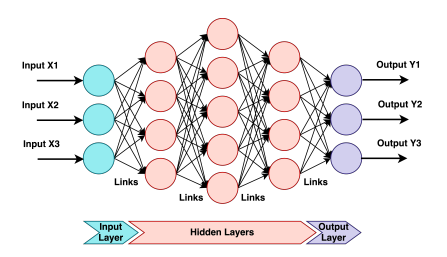 Input X1
Output Y1
Input X2
Output Y2
Input X3
Output Y3
Links
Links
Links
Links
Input
Layer
Hidden Layers
Output
Layer